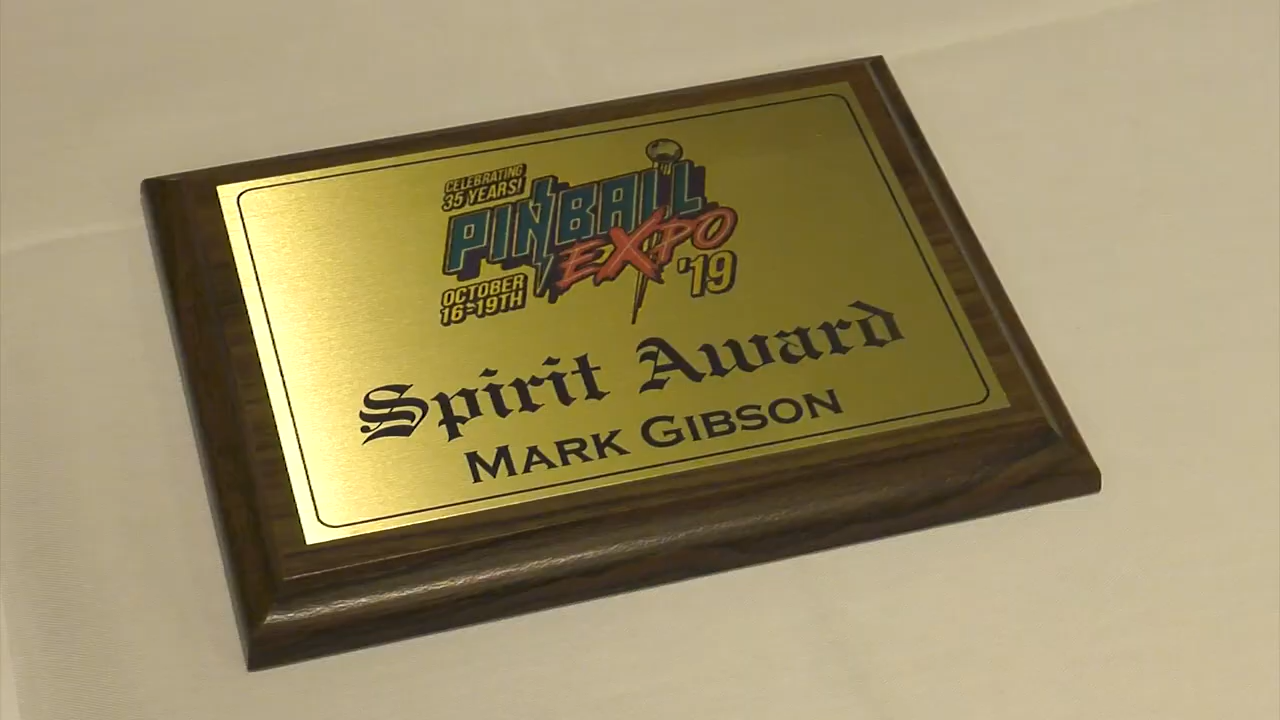 CELEBRATING
35 YEARS!
PINBALL
EXPO
'19
OCTOBER
16-19TH
Spirit Award
MARK GIBSON